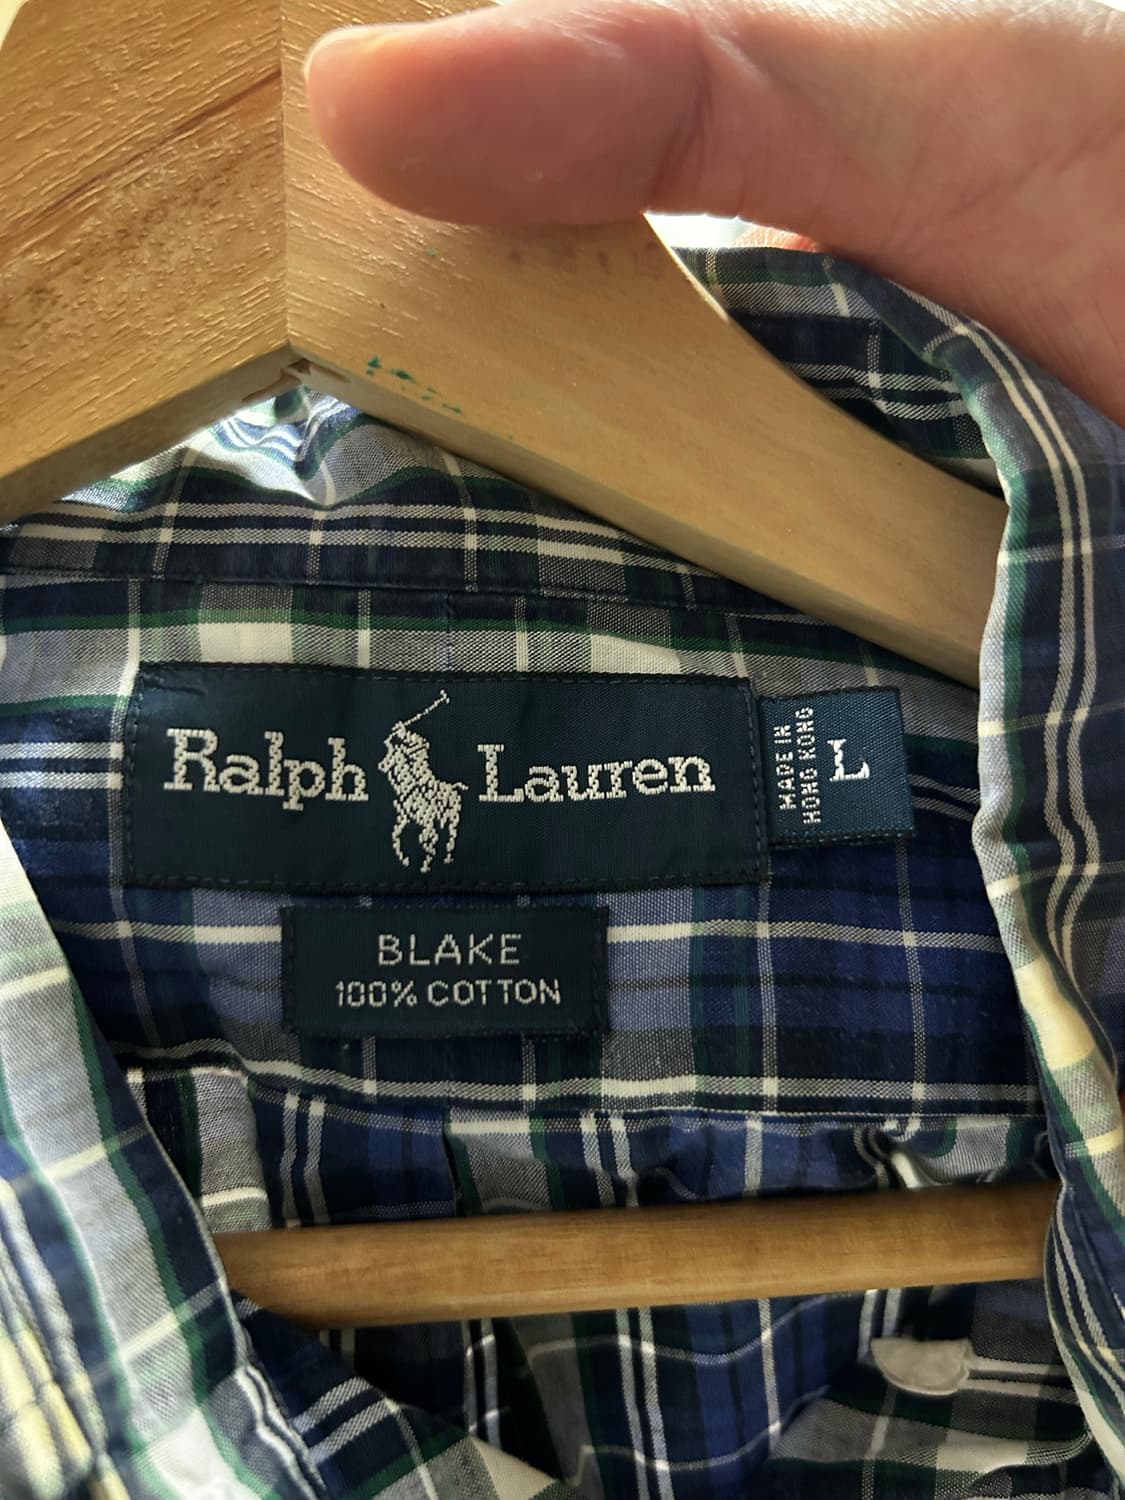 Ralph Lauren
MADE IN
HONG KONG
L
BLAKE
100% COTTON